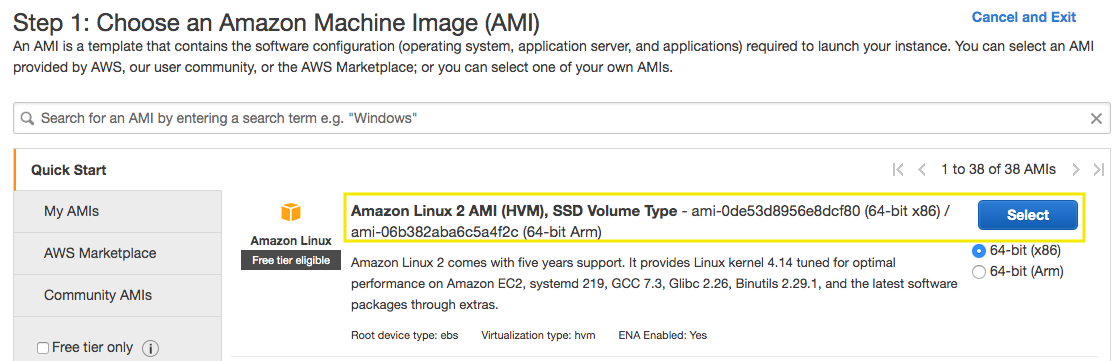 Step 1: Choose an Amazon Machine Image (AMI)
Cancel and Exit
An AMI is a template that contains the software configuration (operating system, application server, and applications) required to launch your instance. You can select an AMI
provided by AWS, our user community, or the AWS Marketplace; or you can select one of your own AMIs.
Search for an AMI by entering a search term e.g. "Windows"
Quick Start
1 to 38 of 38 AMIs
My AMIs
AWS Marketplace
Community AMIs
Free tier only
Amazon Linux
Free tier eligible
Amazon Linux 2 AMI (HVM), SSD Volume Type - ami-0de53d8956e8dcf80 (64-bit x86) /
ami-06b382aba6c5a4f2c (64-bit Arm)
Select
64-bit (x86)
64-bit (Arm)
Amazon Linux 2 comes with five years support. It provides Linux kernel 4.14 tuned for optimal
performance on Amazon EC2, systemd 219, GCC 7.3, Glibc 2.26, Binutils 2.29.1, and the latest software
packages through extras.
Root device type: ebs Virtualization type: hvm ENA Enabled: Yes